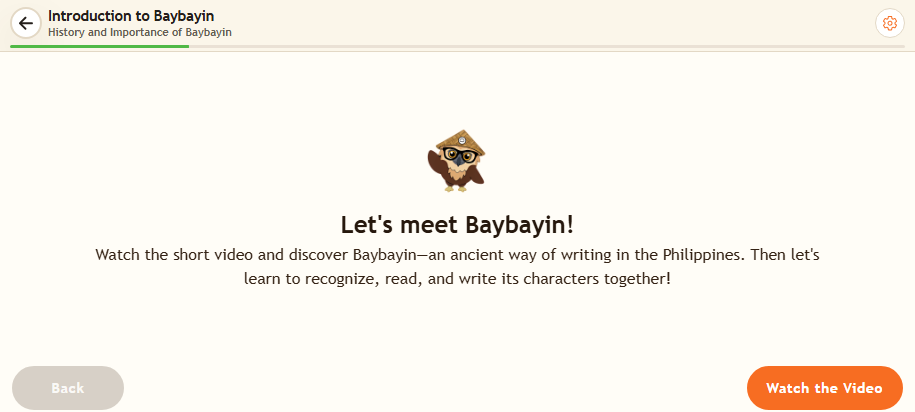 Introduction to Baybayin
History and Importance of Baybayin
Let's meet Baybayin!
Watch the short video and discover Baybayin—an ancient way of writing in the Philippines. Then let's
learn to recognize, read, and write its characters together!
Back
Watch the Video